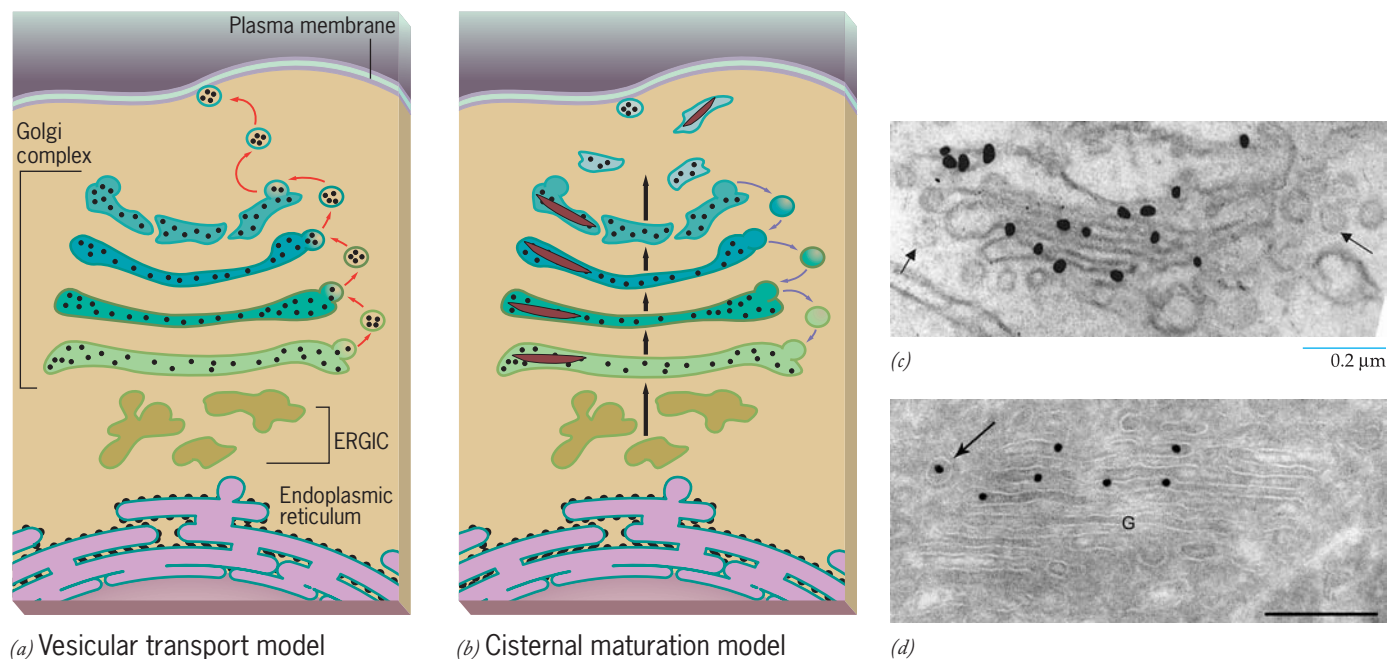 Plasma membrane
Golgi
complex
ERGIC
Endoplasmic
reticulum
(a) Vesicular transport model
(b) Cisternal maturation model
(c)
0.2 µm
G
(d)